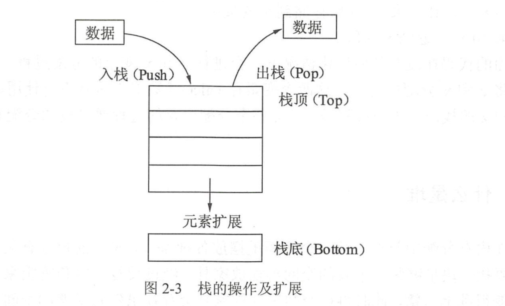 数据
数据
入栈(Push)
出栈(Pop)
栈顶(Top)
元素扩展
栈底(Bottom)
图 2-3 栈的操作及扩展